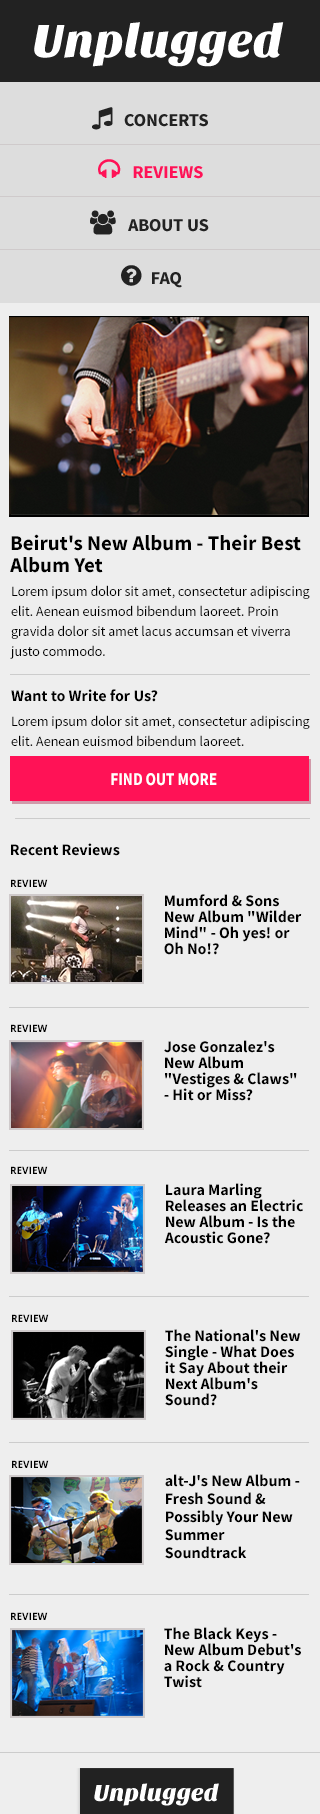 Unplugged
CONCERTS
REVIEWS
ABOUT US
FAQ
Beirut's New Album - Their Best
Album Yet
Lorem ipsum dolor sit amet, consectetur adipiscing
elit. Aenean euismod bibendum laoreet. Proin
gravida dolor sit amet lacus accumsan et viverra
justo commodo.
Want to Write for Us?
Lorem ipsum dolor sit amet, consectetur adipiscing
elit. Aenean euismod bibendum laoreet.
FIND OUT MORE
Recent Reviews
REVIEW
Mumford & Sons
New Album "Wilder
Mind" - Oh yes! or
Oh No!?
REVIEW
Jose Gonzalez's
New Album
"Vestiges & Claws"
- Hit or Miss?
REVIEW
Laura Marling
Releases an Electric
New Album - Is the
Acoustic Gone?
REVIEW
The National's New
Single - What Does
it Say About their
Next Album's
Sound?
REVIEW
alt-J's New Album -
Fresh Sound &
Possibly Your New
Summer
Soundtrack
REVIEW
The Black Keys -
New Album Debut's
a Rock & Country
Twist
Unplugged